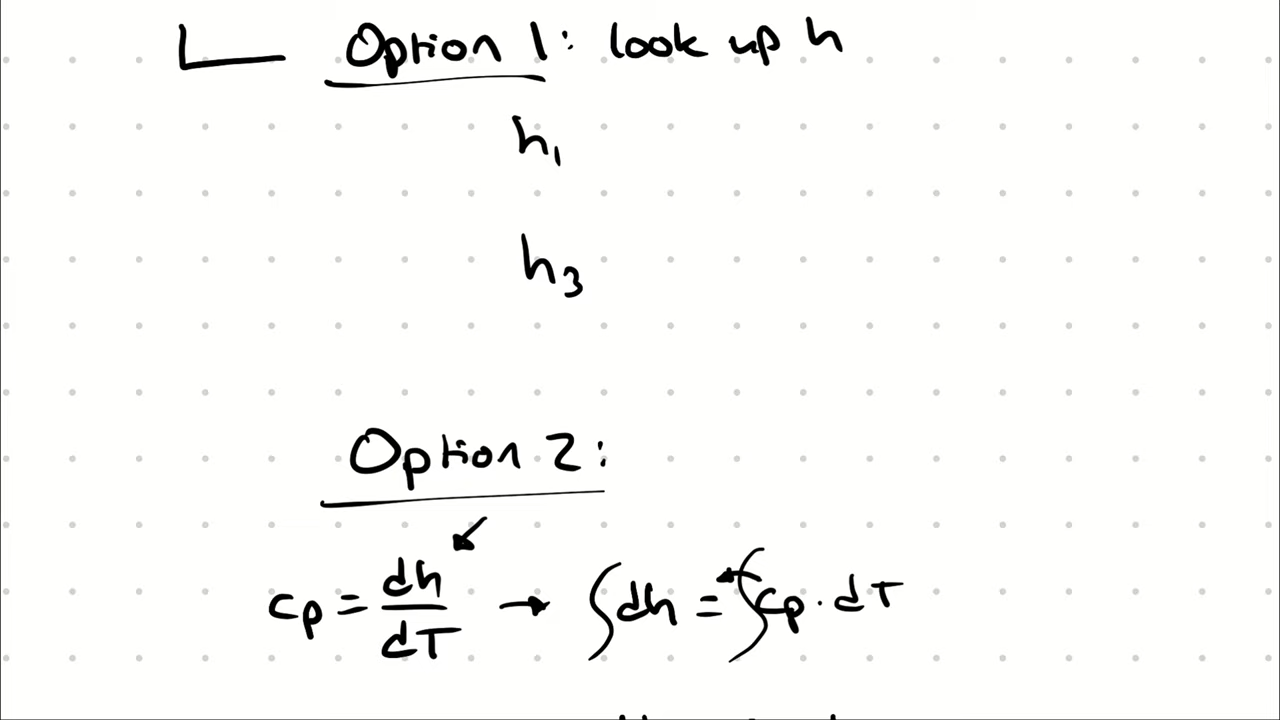 Option 1: look up h
h₁
h₃
Option 2:
cp = dh/dT → ∫dh = ∫cp · dT